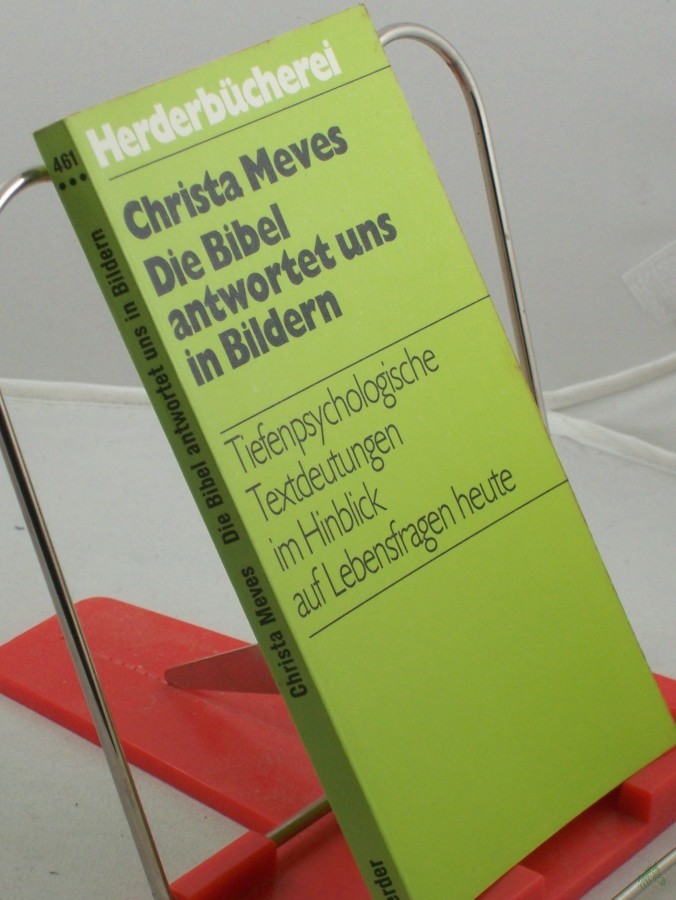 Herderbücherei
Christa Meves
Die Bibel
antwortet uns
in Bildern
Tiefenpsychologische
Textdeutungen
im Hinblick
auf Lebensfragen heute
461
Christa Meves Die Bibel antwortet uns in Bildern
erder